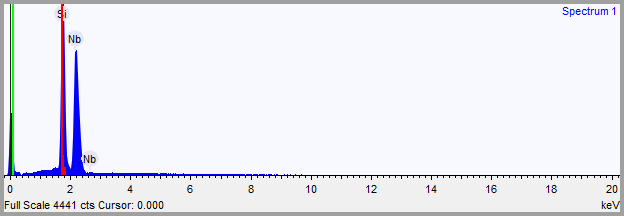 Spectrum 1
Si
Nb
Nb
0 2 4 6 8 10 12 14 16 18 20
Full Scale 4441 cts Cursor: 0.000 keV